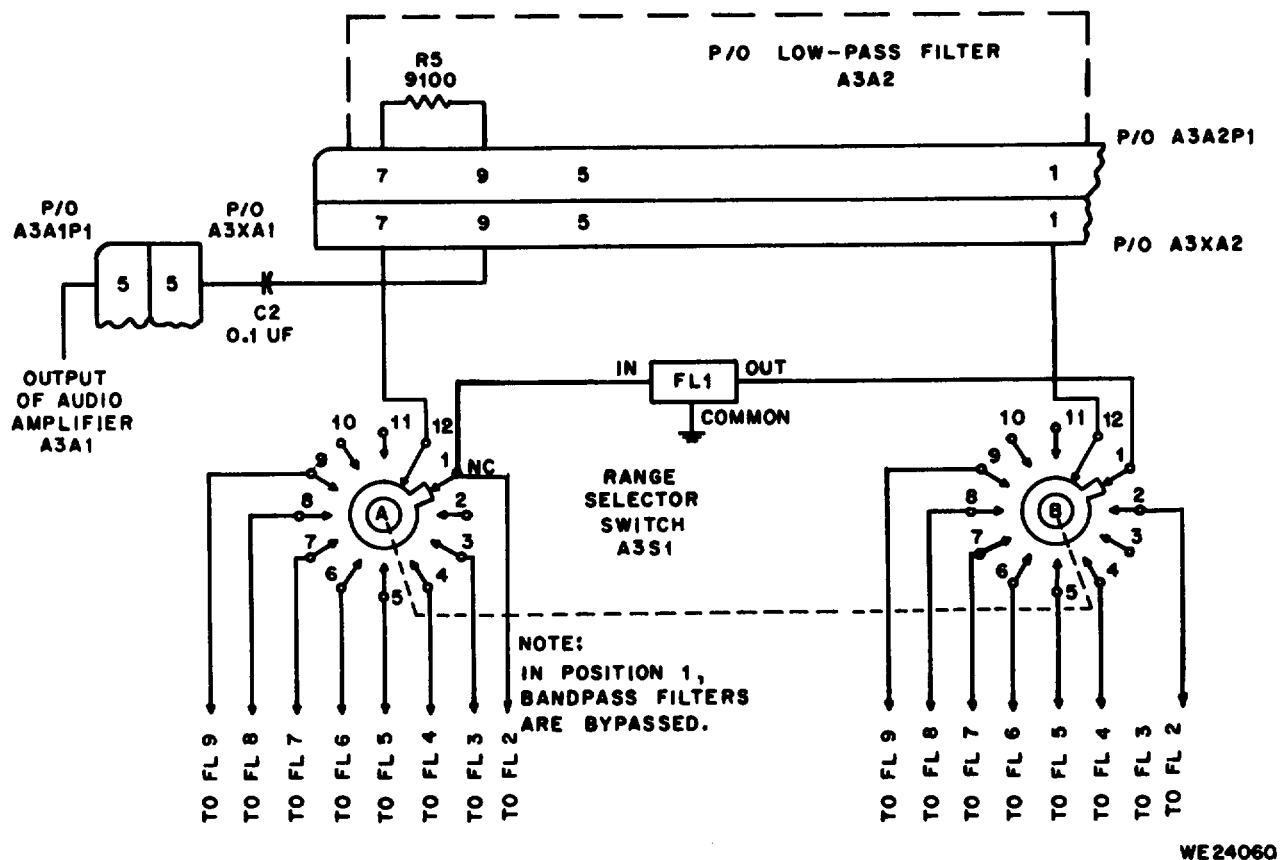 P/O LOW-PASS FILTER
A3A2
R5
9100
P/O A3A2P1
7 9 5 1
7 9 5 1
P/O A3XA2
P/O
A3A1P1
P/O
A3XA1
5 5
C2
0.1 UF
OUTPUT
OF AUDIO
AMPLIFIER
A3A1
IN
FL1
OUT
COMMON
RANGE
SELECTOR
SWITCH
A3S1
A
1
NC
2
3
4
5
6
7
8
9
10
11
12
B
1
2
3
4
5
6
7
8
9
10
11
12
NOTE:
IN POSITION 1,
BANDPASS FILTERS
ARE BYPASSED.
TO FL 9
TO FL 8
TO FL 7
TO FL 6
TO FL 5
TO FL 4
TO FL 3
TO FL 2
TO FL 9
TO FL 8
TO FL 7
TO FL 6
TO FL 5
TO FL 4
TO FL 3
TO FL 2
WE24060